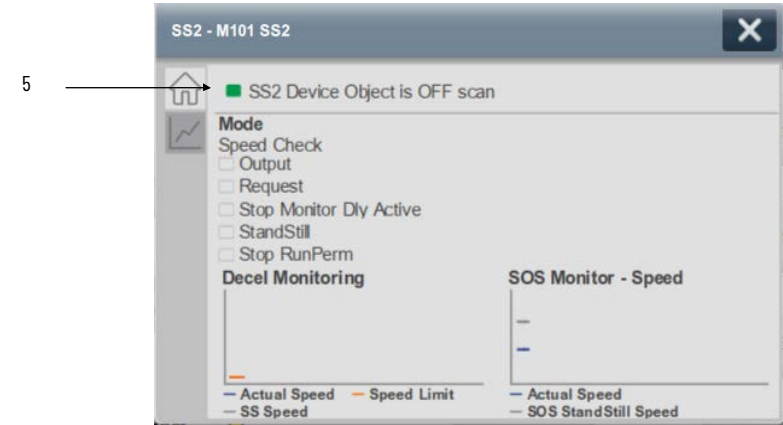 SS2 - M101 SS2
5
SS2 Device Object is OFF scan
Mode
Speed Check
Output
Request
Stop Monitor Dly Active
StandStill
Stop RunPerm
Decel Monitoring
Actual Speed
Speed Limit
SS Speed
SOS Monitor - Speed
Actual Speed
SOS StandStill Speed